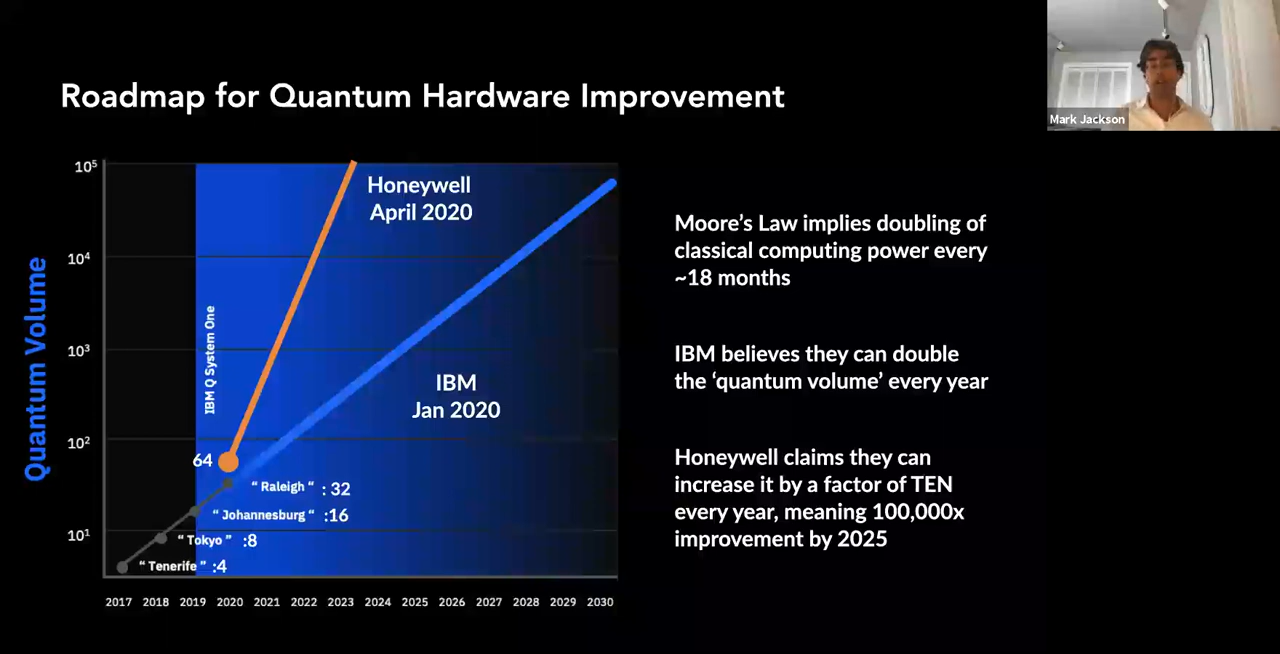 Mark Jackson
Roadmap for Quantum Hardware Improvement
Quantum Volume
10⁵
10⁴
10³
10²
10¹
Honeywell
April 2020
IBM Q System One
IBM
Jan 2020
64
“ Raleigh “ : 32
“ Johannesburg “ :16
“ Tokyo ” :8
“ Tenerife ” :4
2017 2018 2019 2020 2021 2022 2023 2024 2025 2026 2027 2028 2029 2030
Moore’s Law implies doubling of
classical computing power every
~18 months
IBM believes they can double
the ‘quantum volume’ every year
Honeywell claims they can
increase it by a factor of TEN
every year, meaning 100,000x
improvement by 2025